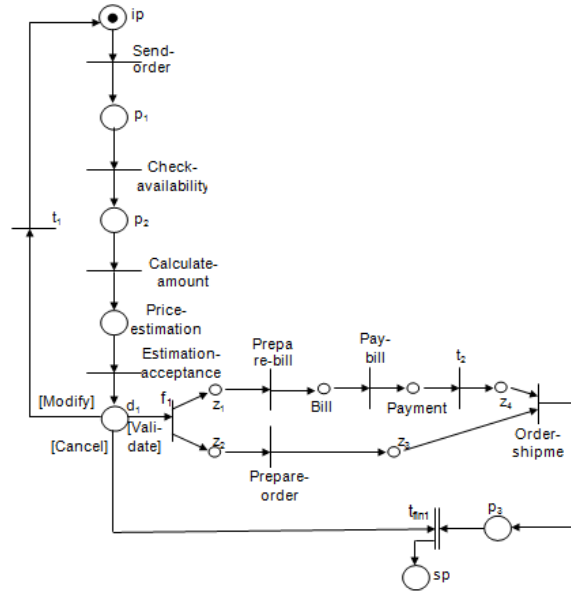 ip
Send-
order
p1
Check-
availability
t1
p2
Calculate-
amount
Price-
estimation
Estimation-
acceptance
Prepa
re-bill
Pay-
bill
t2
[Modify]
d1
f1
[Vali-
date]
z1
Bill
Payment
z4
[Cancel]
z2
z3
Order-
shipme
Prepare-
order
tfin1
p3
sp